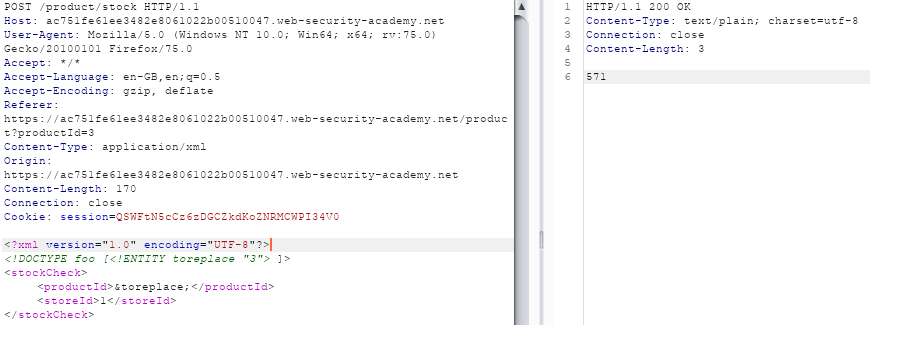 POST /product/stock HTTP/1.1
Host: ac751fe61ee3482e8061022b00510047.web-security-academy.net
User-Agent: Mozilla/5.0 (Windows NT 10.0; Win64; x64; rv:75.0)
Gecko/20100101 Firefox/75.0
Accept: */*
Accept-Language: en-GB,en;q=0.5
Accept-Encoding: gzip, deflate
Referer:
https://ac751fe61ee3482e8061022b00510047.web-security-academy.net/produc
t?productId=3
Content-Type: application/xml
Origin:
https://ac751fe61ee3482e8061022b00510047.web-security-academy.net
Content-Length: 170
Connection: close
Cookie: session=QSWFtN5cCz6zDGCZkdKoZNRMCWPI34V0
<?xml version="1.0" encoding="UTF-8"?>
<!DOCTYPE foo [<!ENTITY toreplace "3"> ]>
<stockCheck>
<productId>&toreplace;</productId>
<storeId>1</storeId>
</stockCheck>
1 HTTP/1.1 200 OK
2 Content-Type: text/plain; charset=utf-8
3 Connection: close
4 Content-Length: 3
5
6 571